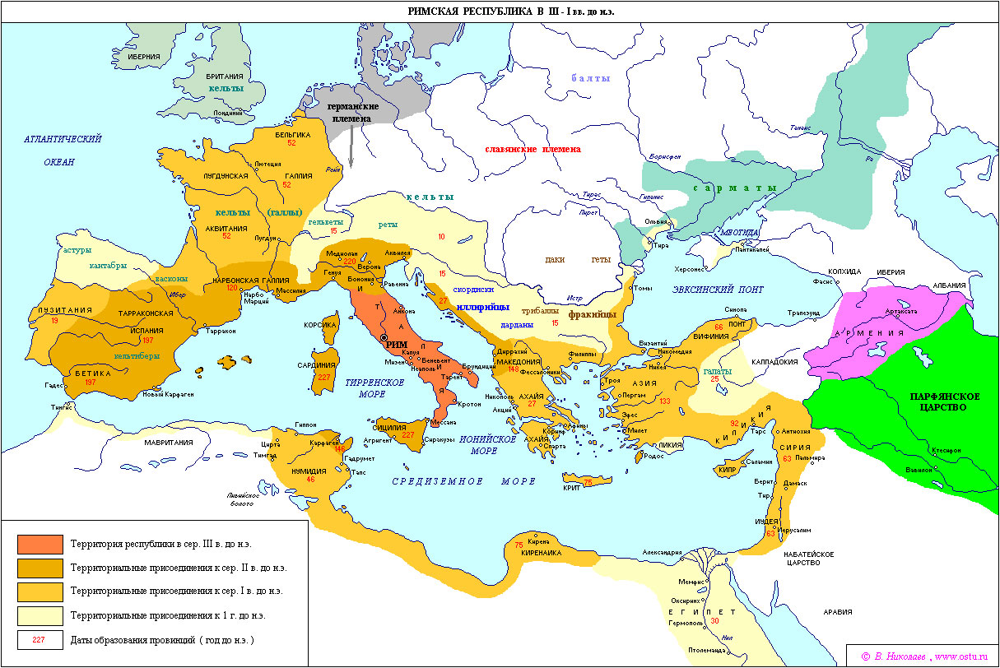 РИМСКАЯ РЕСПУБЛИКА В III - I вв. до н.э.
ИБЕРНИЯ
БРИТАНИЯ
кельты
Лондиний
АТЛАНТИЧЕСКИЙ
ОКЕАН
германские
племена
балты
славянские племена
Танаис
Борисфен
Ра
сарматы
БЕЛЬГИКА
52
Лютеция
ЛУГДУНСКАЯ ГАЛЛИЯ
52
Рейн
кельты (галлы)
АКВИТАНИЯ
52
Лугдун
кельты
гельветы
15
реты
10
Тирас
Гипанис
Пирет
Ольвия
Тира
МЕОТИДА
Пантикапей
Херсонес
астуры
кантабры
васконы
Ибер
НАРБОНСКАЯ ГАЛЛИЯ
120
Нарбо
Марций
Массилия
Медиолан
220
Верона
Аквилея
Генуя
Бонония
Равенна
15
скордиски
27
иллирийцы
даки
геты
Истр
трибаллы
дарданы
15
фракийцы
Томы
ЭВКСИНСКИЙ ПОНТ
КОЛХИДА
ИБЕРИЯ
АЛБАНИЯ
Фасис
Трапезунд
Артаксата
АРМЕНИЯ
ЛУЗИТАНИЯ
19
ТАРРАКОНСКАЯ
ИСПАНИЯ
197
Тарракон
кельтиберы
БЕТИКА
197
Гадес
Новый Карфаген
Тингис
КОРСИКА
САРДИНИЯ
227
ИТАЛИЯ
Анкона
РИМ
Капуя
Мизен
Беневент
Неаполь
Брундизий
Тарент
Кротон
ТИРРЕНСКОЕ
МОРЕ
Мессана
СИЦИЛИЯ
227
Агригент
Сиракузы
ИОНИЙСКОЕ
МОРЕ
Диррахий
МАКЕДОНИЯ
148
Фессалоники
Филиппы
Никополь
Акций
АХАЙЯ
27
Афины
Коринф
АХАЙЯ
Спарта
Византий
Никомедия
Никея
Синопа
66
ПОНТ
ВИФИНИЯ
Троя
АЗИЯ
Пергам
133
Эфес
Милет
ЛИКИЯ
Родос
галаты
25
КАППАДОКИЯ
92
КИЛИКИЯ
Тарс
Антиохия
СИРИЯ
63
Пальмира
КИПР
Саламин
ПАРФЯНСКОЕ
ЦАРСТВО
Ктесифон
Вавилон
МАВРИТАНИЯ
Гиппон
Цирта
Карфаген
146
Тимгад
Гадрумет
НУМИДИЯ
46
Тапс
Ливийское
болото
СРЕДИЗЕМНОЕ МОРЕ
75
КРИТ
Берит
Дамаск
Тир
ИУДЕЯ
63
Иерусалим
75
Кирена
КИРЕНАИКА
Александрия
НАБАТЕЙСКОЕ
ЦАРСТВО
Мемфис
Оксиринх
ЕГИПЕТ
30
Гермополь
Нил
Птолемаида
АРАВИЯ
Территория республики в сер. III в. до н.э.
Территориальные присоединения к сер. II в. до н.э.
Территориальные присоединения к сер. I в. до н.э.
Территориальные присоединения к 1 г. до н.э.
227 Даты образования провинций ( год до н.э. )
© В. Николаев , www.ostu.ru